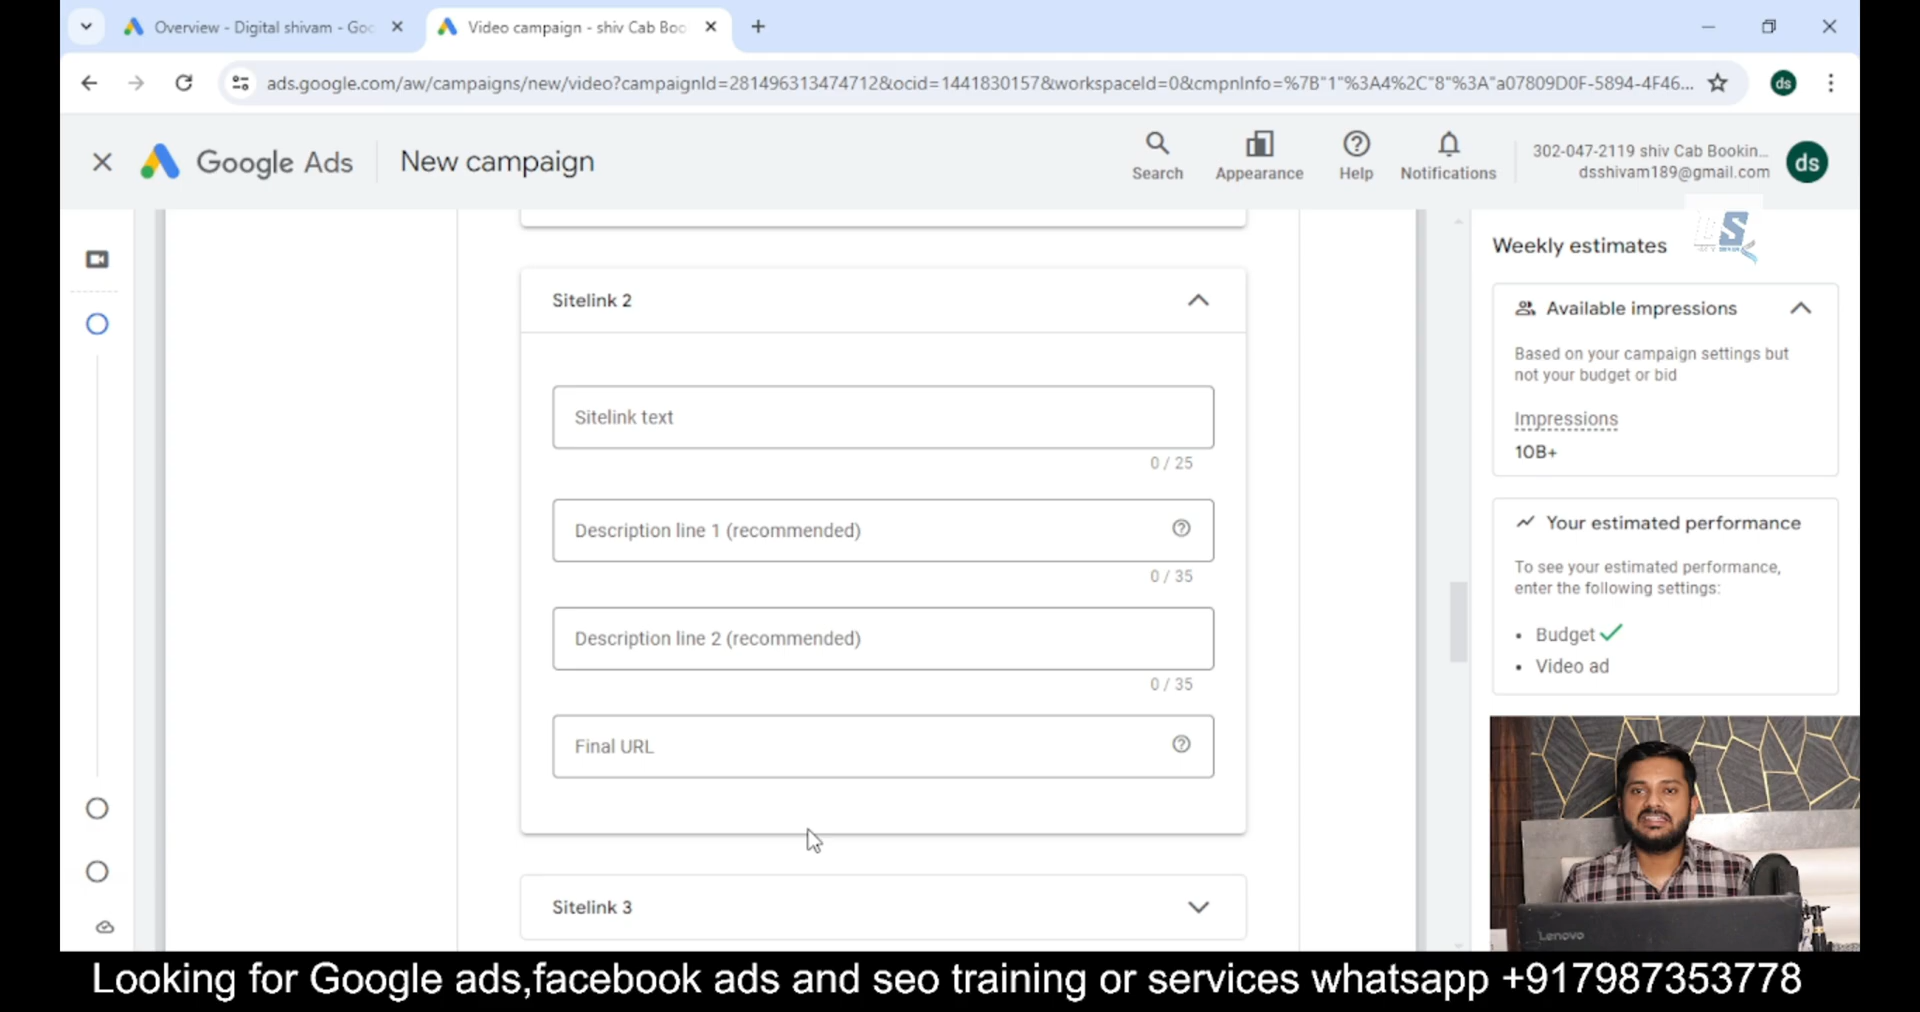 Overview - Digital shivam - Goo
Video campaign - shiv Cab Boo
ads.google.com/aw/campaigns/new/video?campaignId=281496313474712&ocid=1441830157&workspaceId=0&cmpnInfo=%7B"1"%3A4%2C"8"%3A"a07809D0F-5894-4F46...
ds
Google Ads
New campaign
Search
Appearance
Help
Notifications
302-047-2119 shiv Cab Bookin...
dsshivam189@gmail.com
ds
Sitelink 2
Sitelink text
0 / 25
Description line 1 (recommended)
0 / 35
Description line 2 (recommended)
0 / 35
Final URL
Sitelink 3
Weekly estimates
Available impressions
Based on your campaign settings but
not your budget or bid
Impressions
10B+
Your estimated performance
To see your estimated performance,
enter the following settings:
• Budget
• Video ad
Lenovo
Looking for Google ads,facebook ads and seo training or services whatsapp +917987353778